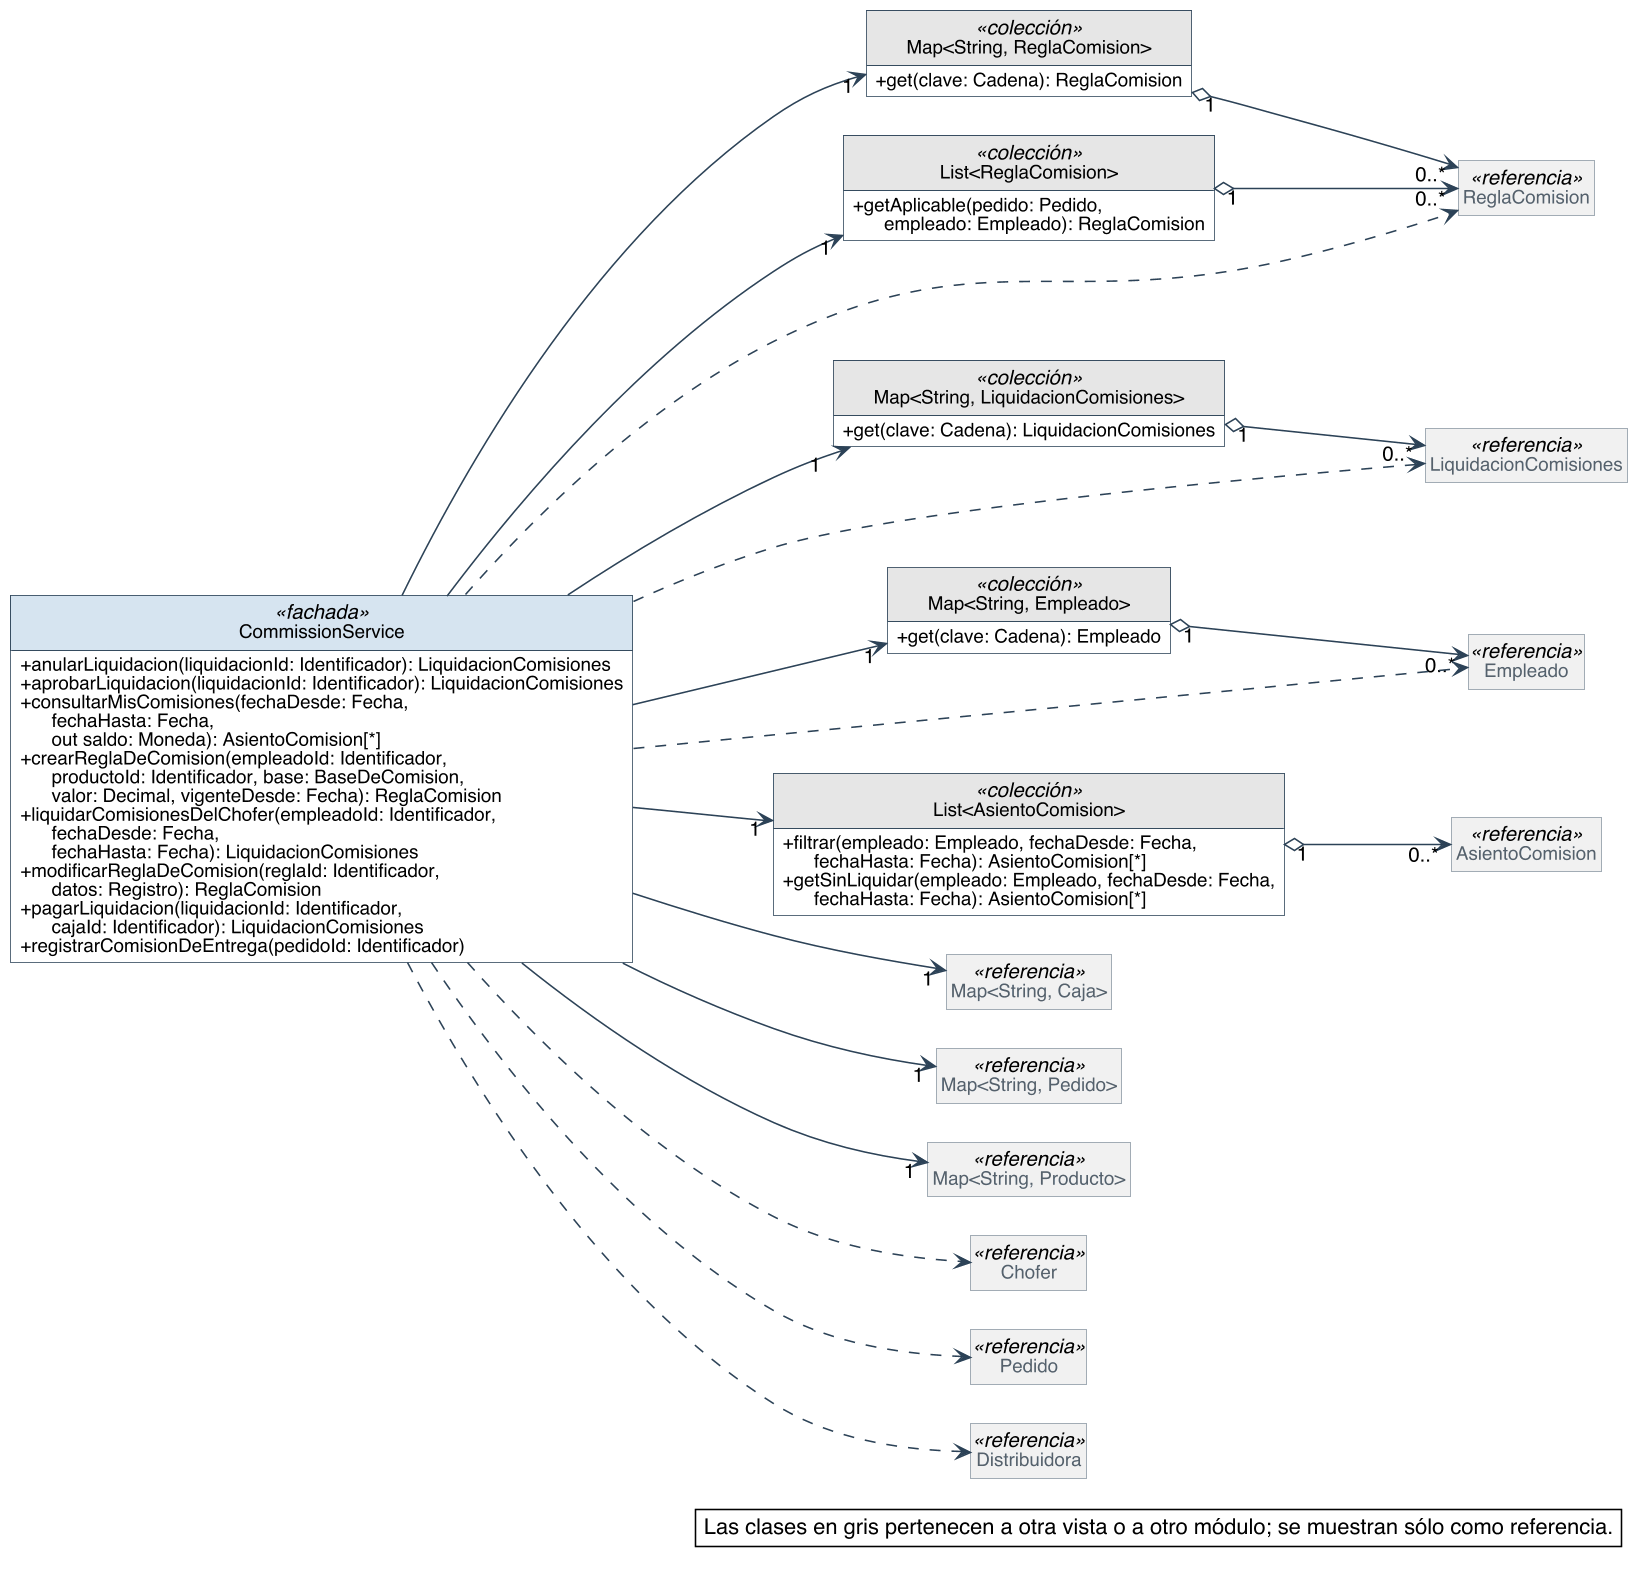 «colección»
Map<String, ReglaComision>
+get(clave: Cadena): ReglaComision
1
1
«colección»
List<ReglaComision>
+getAplicable(pedido: Pedido,
empleado: Empleado): ReglaComision
1
1
0..*
0..*
«referencia»
ReglaComision
«colección»
Map<String, LiquidacionComisiones>
+get(clave: Cadena): LiquidacionComisiones
1
1
0..*
«referencia»
LiquidacionComisiones
«fachada»
CommissionService
+anularLiquidacion(liquidacionId: Identificador): LiquidacionComisiones
+aprobarLiquidacion(liquidacionId: Identificador): LiquidacionComisiones
+consultarMisComisiones(fechaDesde: Fecha,
fechaHasta: Fecha,
out saldo: Moneda): AsientoComision[*]
+crearReglaDeComision(empleadoId: Identificador,
productoId: Identificador, base: BaseDeComision,
valor: Decimal, vigenteDesde: Fecha): ReglaComision
+liquidarComisionesDelChofer(empleadoId: Identificador,
fechaDesde: Fecha,
fechaHasta: Fecha): LiquidacionComisiones
+modificarReglaDeComision(reglaId: Identificador,
datos: Registro): ReglaComision
+pagarLiquidacion(liquidacionId: Identificador,
cajaId: Identificador): LiquidacionComisiones
+registrarComisionDeEntrega(pedidoId: Identificador)
«colección»
Map<String, Empleado>
+get(clave: Cadena): Empleado
1
1
0..*
«referencia»
Empleado
«colección»
List<AsientoComision>
+filtrar(empleado: Empleado, fechaDesde: Fecha,
fechaHasta: Fecha): AsientoComision[*]
+getSinLiquidar(empleado: Empleado, fechaDesde: Fecha,
fechaHasta: Fecha): AsientoComision[*]
1
1
0..*
«referencia»
AsientoComision
1
«referencia»
Map<String, Caja>
1
«referencia»
Map<String, Pedido>
1
«referencia»
Map<String, Producto>
«referencia»
Chofer
«referencia»
Pedido
«referencia»
Distribuidora
Las clases en gris pertenecen a otra vista o a otro módulo; se muestran sólo como referencia.